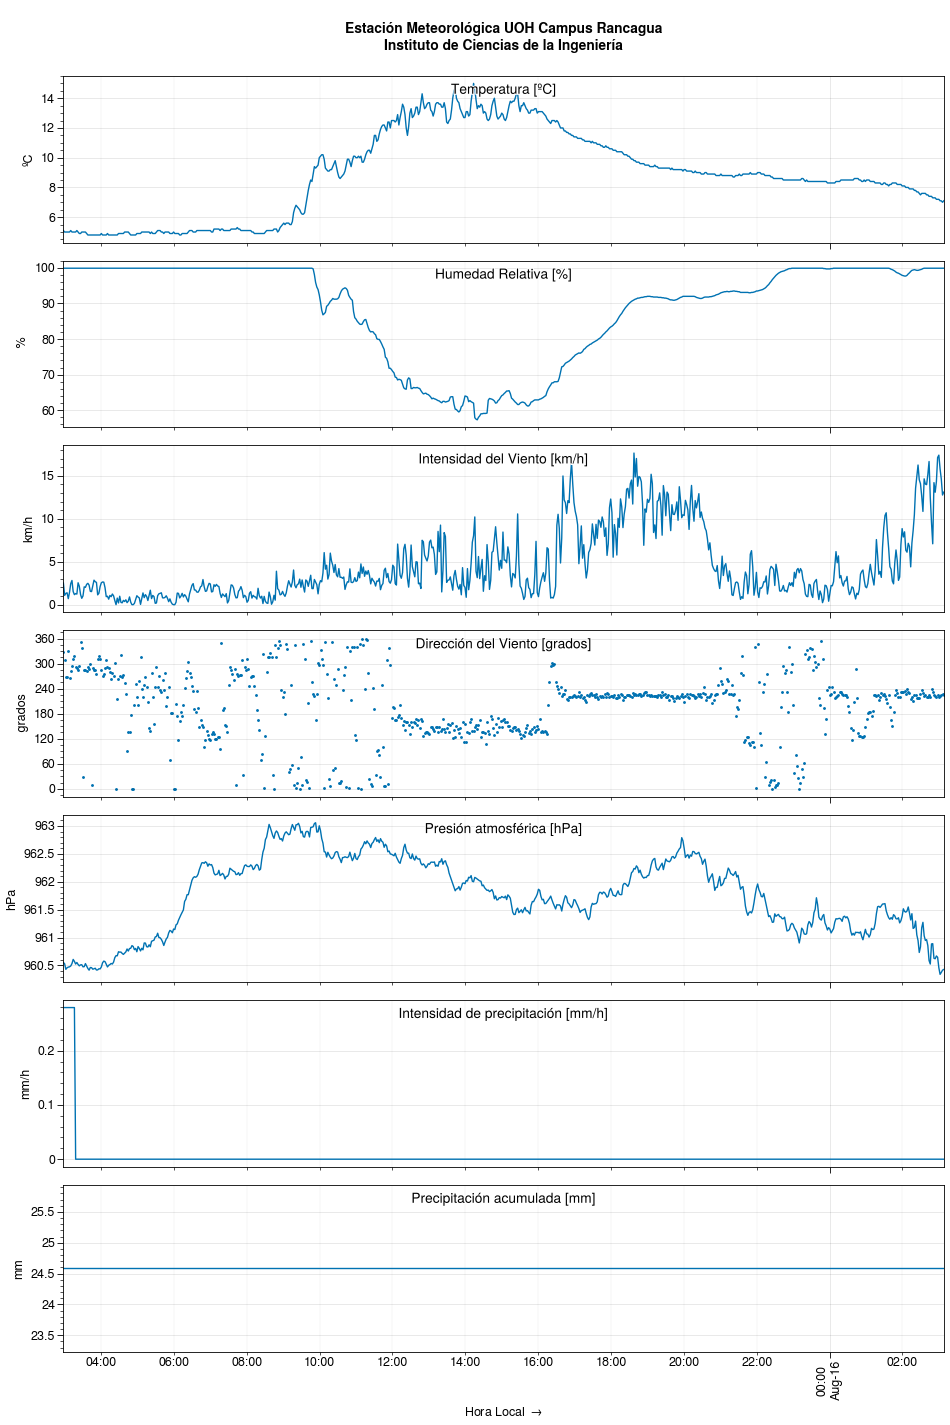 Estación Meteorológica UOH Campus Rancagua
Instituto de Ciencias de la Ingeniería
Temperatura [ºC]
14
12
10
8
6
ºC
Humedad Relativa [%]
100
90
80
70
60
%
Intensidad del Viento [km/h]
15
10
5
0
km/h
Dirección del Viento [grados]
360
300
240
180
120
60
0
grados
Presión atmosférica [hPa]
963
962.5
962
961.5
961
960.5
hPa
Intensidad de precipitación [mm/h]
0.2
0.1
0
mm/h
Precipitación acumulada [mm]
25.5
25
24.5
24
23.5
mm
04:00 06:00 08:00 10:00 12:00 14:00 16:00 18:00 20:00 22:00 00:00 02:00
Aug-16
Hora Local →